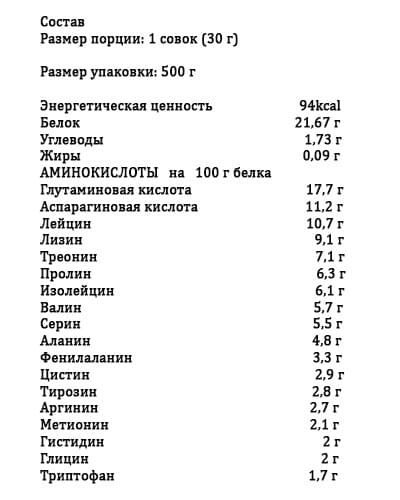 Состав
Размер порции: 1 совок (30 г)
Размер упаковки: 500 г
Энергетическая ценность 94kcal
Белок 21,67 г
Углеводы 1,73 г
Жиры 0,09 г
АМИНОКИСЛОТЫ на 100 г белка
Глутаминовая кислота 17,7 г
Аспарагиновая кислота 11,2 г
Лейцин 10,7 г
Лизин 9,1 г
Треонин 7,1 г
Пролин 6,3 г
Изолейцин 6,1 г
Валин 5,7 г
Серин 5,5 г
Аланин 4,8 г
Фенилаланин 3,3 г
Цистин 2,9 г
Тирозин 2,8 г
Аргинин 2,7 г
Метионин 2,1 г
Гистидин 2 г
Глицин 2 г
Триптофан 1,7 г